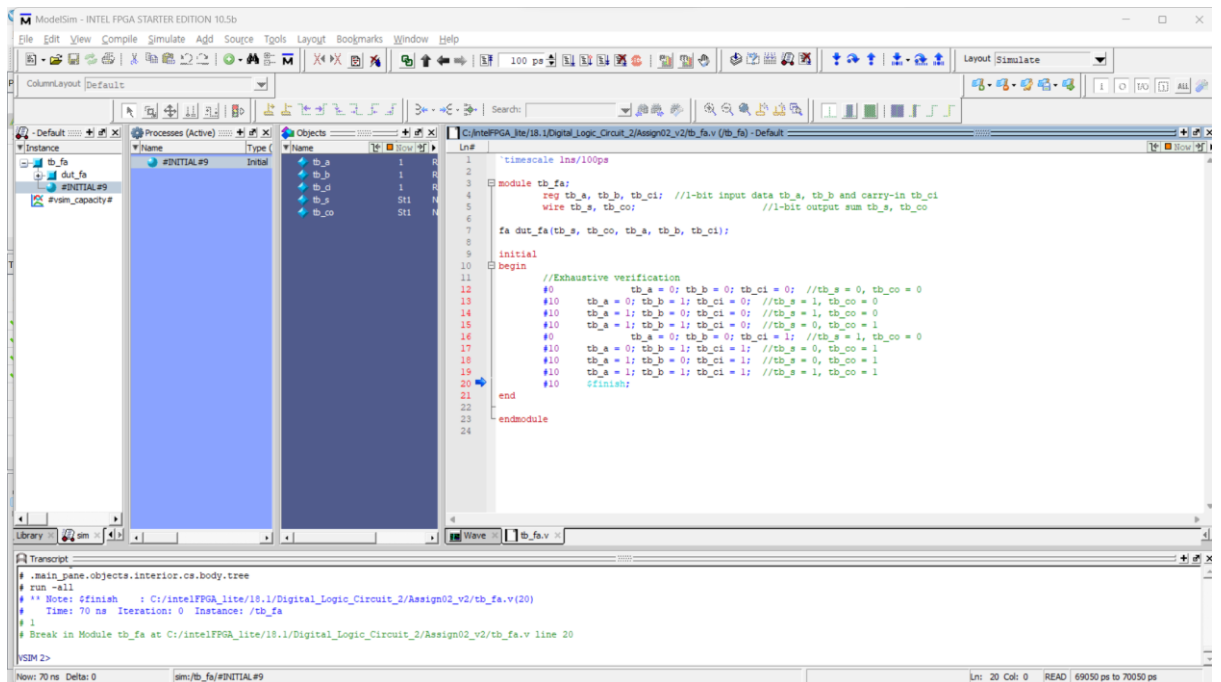 ModelSim - INTEL FPGA STARTER EDITION 10.5b
File Edit View Compile Simulate Add Source Tools Layout Bookmarks Window Help
100 ps
Layout Simulate
ColumnLayout Default
Search:
- Default
Processes (Active)
Objects
C:/intelFPGA_lite/18.1/Digital_Logic_Circuit_2/Assign02_v2/tb_fa.v (/tb_fa) - Default
Instance
Name Type (
Name Now
Ln# Now
tb_fa
dut_fa
#INITIAL#9
#vsim_capacity#
#INITIAL#9 Initial
tb_a 1 R
tb_b 1 R
tb_ci 1 R
tb_s St1 N
tb_co St1 N
1 `timescale 1ns/100ps
2
3 module tb_fa;
4 reg tb_a, tb_b, tb_ci; //1-bit input data tb_a, tb_b and carry-in tb_ci
5 wire tb_s, tb_co; //1-bit output sum tb_s, tb_co
6
7 fa dut_fa(tb_s, tb_co, tb_a, tb_b, tb_ci);
8
9 initial
10 begin
11 //Exhaustive verification
12 #0 tb_a = 0; tb_b = 0; tb_ci = 0; //tb_s = 0, tb_co = 0
13 #10 tb_a = 0; tb_b = 1; tb_ci = 0; //tb_s = 1, tb_co = 0
14 #10 tb_a = 1; tb_b = 0; tb_ci = 0; //tb_s = 1, tb_co = 0
15 #10 tb_a = 1; tb_b = 1; tb_ci = 0; //tb_s = 0, tb_co = 1
16 #0 tb_a = 0; tb_b = 0; tb_ci = 1; //tb_s = 1, tb_co = 0
17 #10 tb_a = 0; tb_b = 1; tb_ci = 1; //tb_s = 0, tb_co = 1
18 #10 tb_a = 1; tb_b = 0; tb_ci = 1; //tb_s = 0, tb_co = 1
19 #10 tb_a = 1; tb_b = 1; tb_ci = 1; //tb_s = 1, tb_co = 1
20 #10 $finish;
21 end
22
23 endmodule
24
Library sim
Wave tb_fa.v
Transcript
# .main_pane.objects.interior.cs.body.tree
# run -all
# ** Note: $finish : C:/intelFPGA_lite/18.1/Digital_Logic_Circuit_2/Assign02_v2/tb_fa.v(20)
# Time: 70 ns Iteration: 0 Instance: /tb_fa
# 1
# Break in Module tb_fa at C:/intelFPGA_lite/18.1/Digital_Logic_Circuit_2/Assign02_v2/tb_fa.v line 20
VSIM 2>
Now: 70 ns Delta: 0 sim:/tb_fa/#INITIAL#9 Ln: 20 Col: 0 READ 69050 ps to 70050 ps